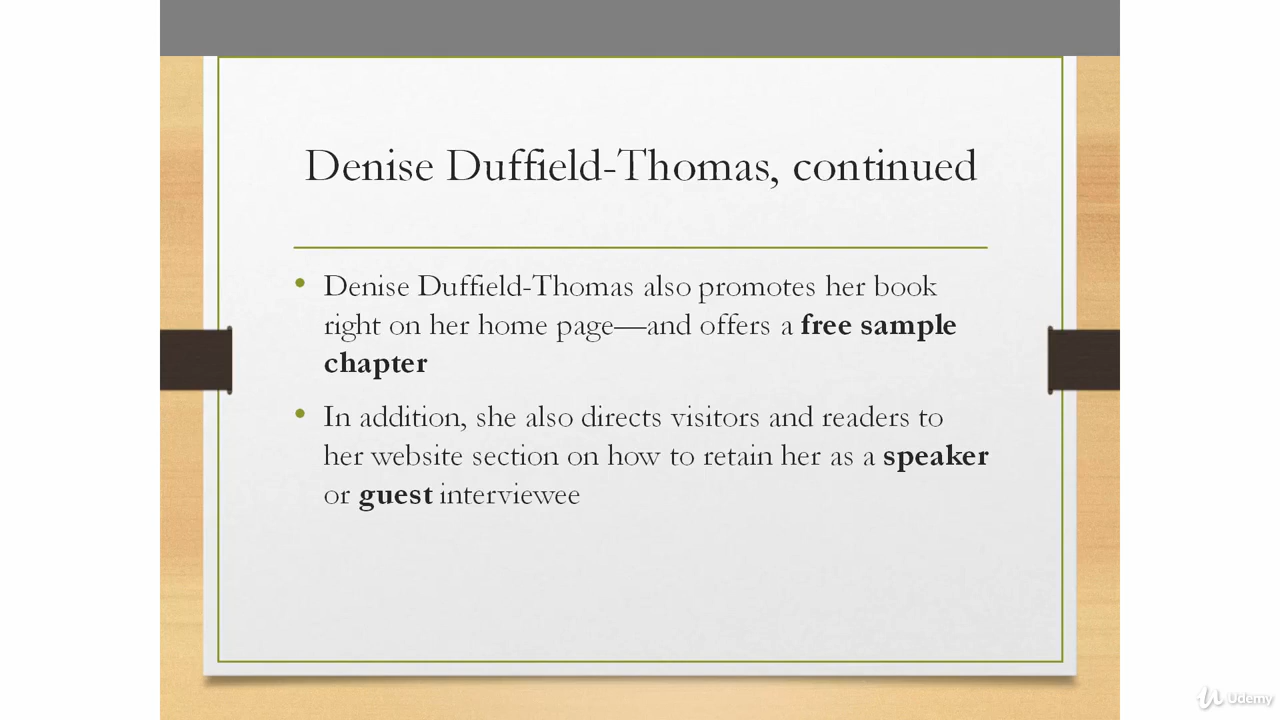 Denise Duffield-Thomas, continued
• Denise Duffield-Thomas also promotes her book
right on her home page—and offers a free sample
chapter
• In addition, she also directs visitors and readers to
her website section on how to retain her as a speaker
or guest interviewee
Udemy